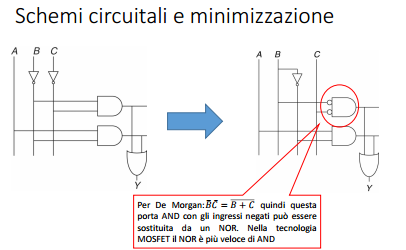 Schemi circuitali e minimizzazione
A B C
Y
A B C
Y
Per De Morgan: B̅C̅ = \overline{B + C} quindi questa
porta AND con gli ingressi negati può essere
sostituita da un NOR. Nella tecnologia
MOSFET il NOR è più veloce di AND